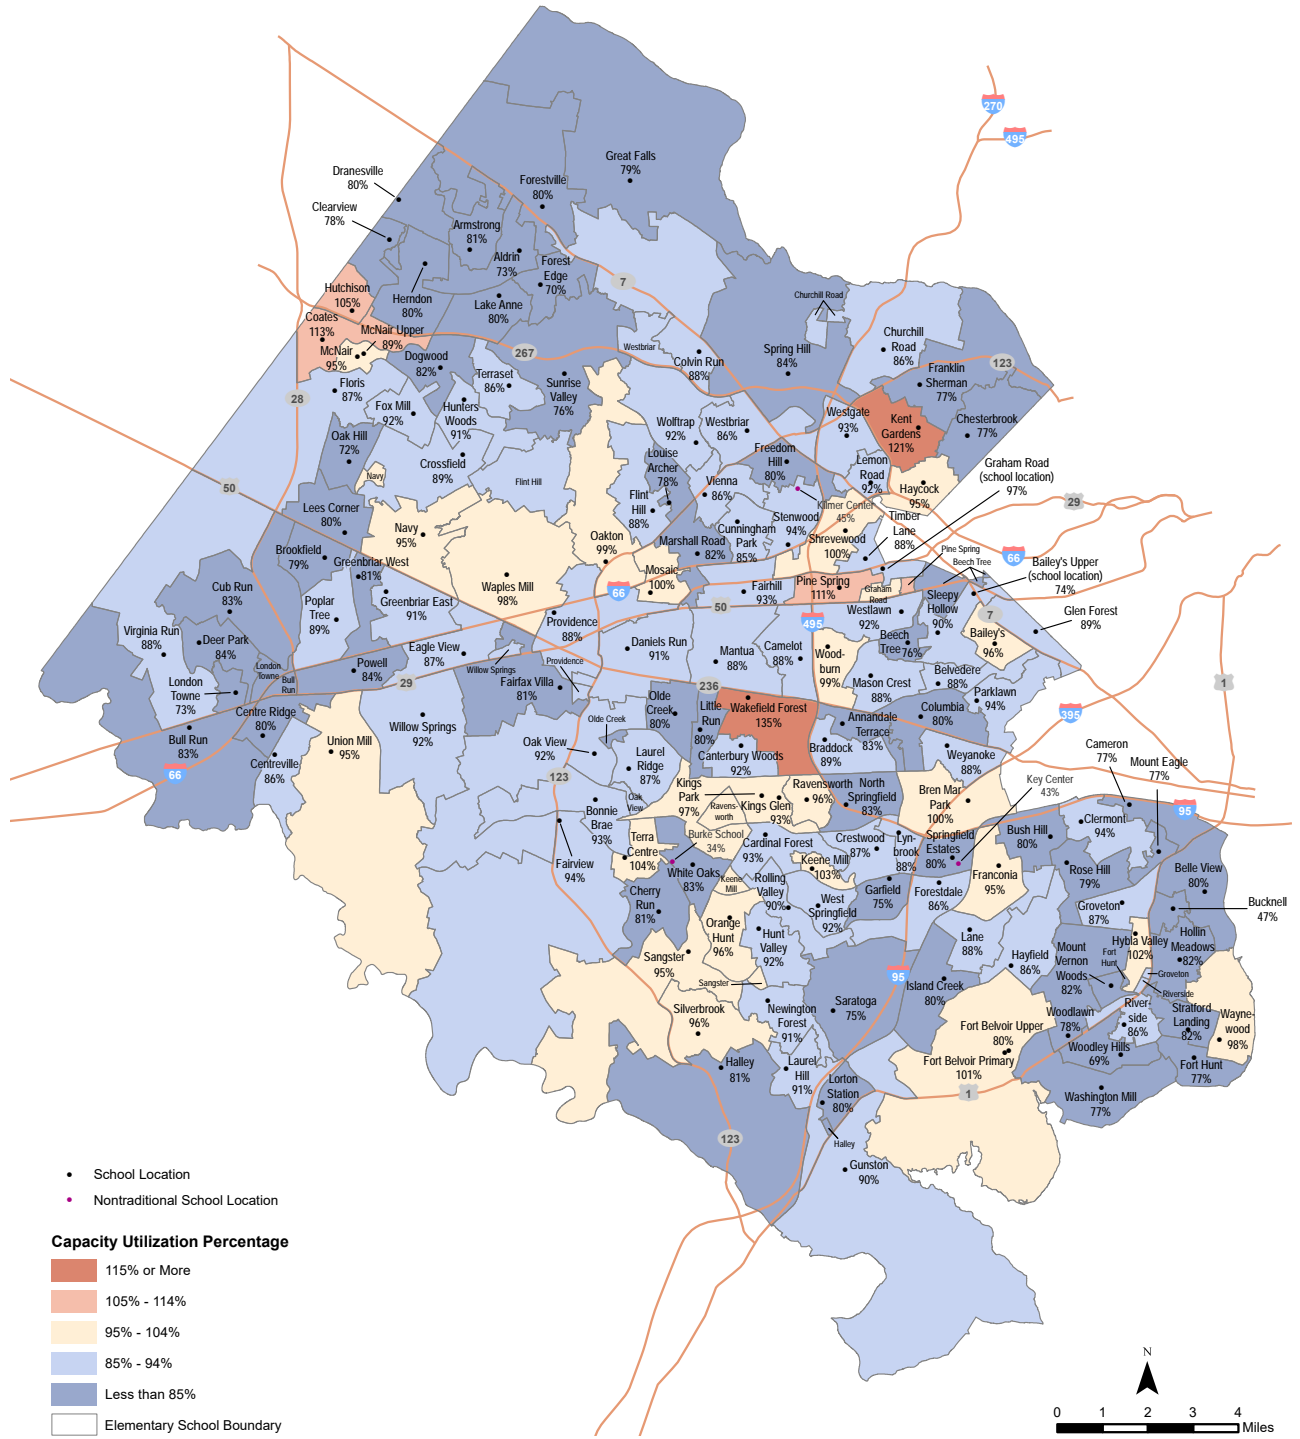 270
495
Great Falls
79%
Dranesville
80%
Forestville
80%
Clearview
78%
Armstrong
81%
Aldrin
73%
Forest
Edge
70%
7
Hutchison
105%
Herndon
80%
Lake Anne
80%
Churchill Road
Coates
113%
McNair Upper
89%
McNair
95%
Dogwood
82%
267
Westbriar
Colvin Run
88%
Spring Hill
84%
Churchill
Road
86%
123
Franklin
Sherman
77%
28
Floris
87%
Terraset
86%
Sunrise
Valley
76%
Fox Mill
92%
Hunters
Woods
91%
Wolftrap
92%
Westbriar
86%
Westgate
93%
Kent
Gardens
121%
Chesterbrook
77%
Oak Hill
72%
Crossfield
89%
Louise
Archer
78%
Freedom
Hill
80%
Lemon
Road
92%
Haycock
95%
Graham Road
(school location)
97%
Navy
Flint Hill
50
Vienna
86%
Flint
Hill
88%
Kilmer Center
45%
29
Lees Corner
80%
Navy
95%
Oakton
99%
Cunningham
Park
85%
Stenwood
94%
Shrevewood
100%
Timber
Lane
88%
Marshall Road
82%
66
Pine Spring
Beech Tree
Bailey's Upper
(school location)
74%
Brookfield
79%
Greenbriar West
81%
Waples Mill
98%
Mosaic
100%
66
Fairhill
93%
Pine Spring
111%
Graham
Road
Cub Run
83%
Poplar
Tree
89%
Greenbriar East
91%
50
Westlawn
92%
Sleepy
Hollow
90%
7
Glen Forest
89%
Virginia Run
88%
Deer Park
84%
Providence
88%
495
Daniels Run
91%
Mantua
88%
Camelot
88%
Wood-
burn
99%
Beech
Tree
76%
Bailey's
96%
Eagle View
87%
Willow Springs
Providence
London
Towne
Bull
Run
Powell
84%
29
Fairfax Villa
81%
Mason Crest
88%
Belvedere
88%
London
Towne
73%
236
Parklawn
94%
1
Centre Ridge
80%
Willow Springs
92%
Olde
Creek
80%
Little
Run
80%
Wakefield Forest
135%
Annandale
Terrace
83%
Columbia
80%
395
Bull Run
83%
Union Mill
95%
Olde Creek
Oak View
92%
Laurel
Ridge
87%
Canterbury Woods
92%
Braddock
89%
Weyanoke
88%
Cameron
77%
Mount Eagle
77%
66
Centreville
86%
123
Key Center
43%
Oak
View
Kings
Park
97%
Ravens-
worth
Kings Glen
93%
Ravensworth
96%
North
Springfield
83%
Bren Mar
Park
100%
95
Bonnie
Brae
93%
Terra
Centre
104%
Burke School
34%
Cardinal Forest
93%
Crestwood
87%
Lyn-
brook
88%
Springfield
Estates
80%
Bush Hill
80%
Clermont
94%
Fairview
94%
White Oaks
83%
Keene Mill
103%
Keene
Mill
Rolling
Valley
90%
Garfield
75%
Forestdale
86%
Franconia
95%
Rose Hill
79%
Belle View
80%
Cherry
Run
81%
West
Springfield
92%
Groveton
87%
Bucknell
47%
Orange
Hunt
96%
Hunt
Valley
92%
Lane
88%
Hayfield
86%
Mount
Vernon
Woods
82%
Fort
Hunt
Hybla Valley
102%
Hollin
Meadows
82%
Sangster
95%
Sangster
95
Island Creek
80%
Groveton
Riverside
Silverbrook
96%
Newington
Forest
91%
Saratoga
75%
Fort Belvoir Upper
80%
Woodlawn
78%
River-
side
86%
Stratford
Landing
82%
Wayne-
wood
98%
Woodley Hills
69%
Halley
81%
Laurel
Hill
91%
Fort Belvoir Primary
101%
Fort Hunt
77%
Lorton
Station
80%
1
Washington Mill
77%
123
Halley
Gunston
90%
School Location
Nontraditional School Location
Capacity Utilization Percentage
115% or More
105% - 114%
95% - 104%
85% - 94%
Less than 85%
Elementary School Boundary
N
0 1 2 3 4
Miles